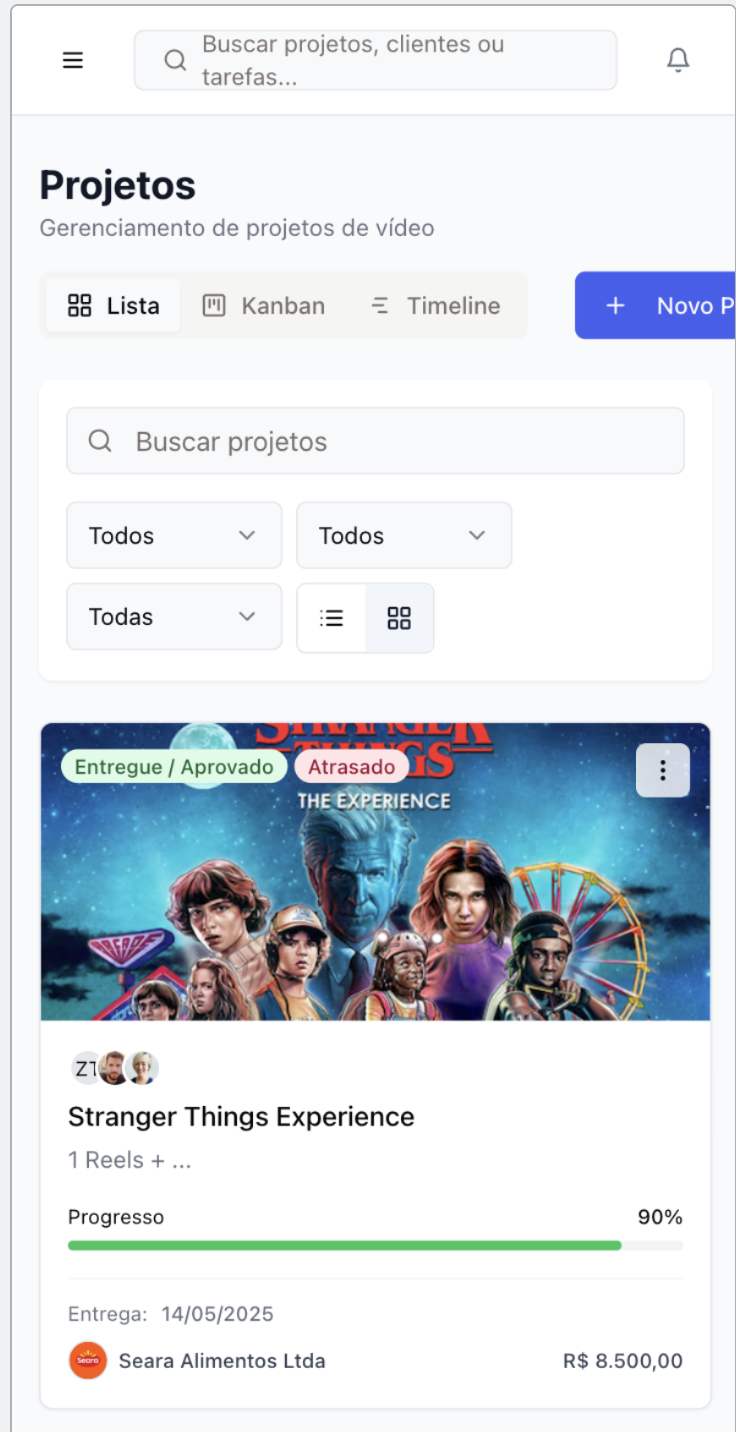 Buscar projetos, clientes ou
tarefas...
Projetos
Gerenciamento de projetos de vídeo
Lista
Kanban
Timeline
+ Novo P
Buscar projetos
Todos
Todos
Todas
STRANGER
THINGS
Entregue / Aprovado
Atrasado
THE EXPERIENCE
ARCADE
ZT
Stranger Things Experience
1 Reels + ...
Progresso
90%
Entrega: 14/05/2025
Seara
Seara Alimentos Ltda
R$ 8.500,00